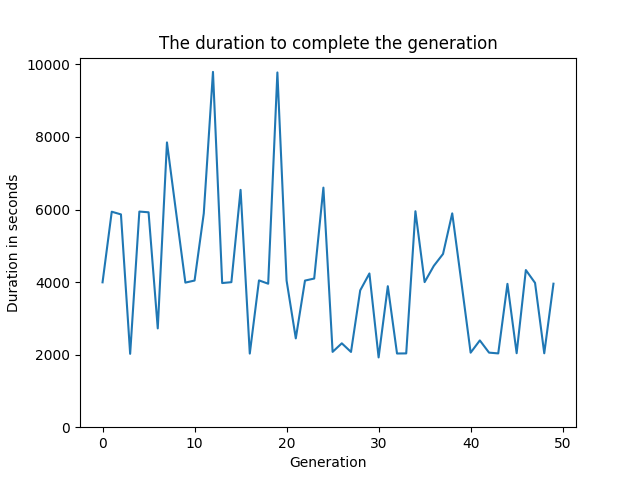 The duration to complete the generation
10000
8000
6000
4000
2000
0
Duration in seconds
0 10 20 30 40 50
Generation